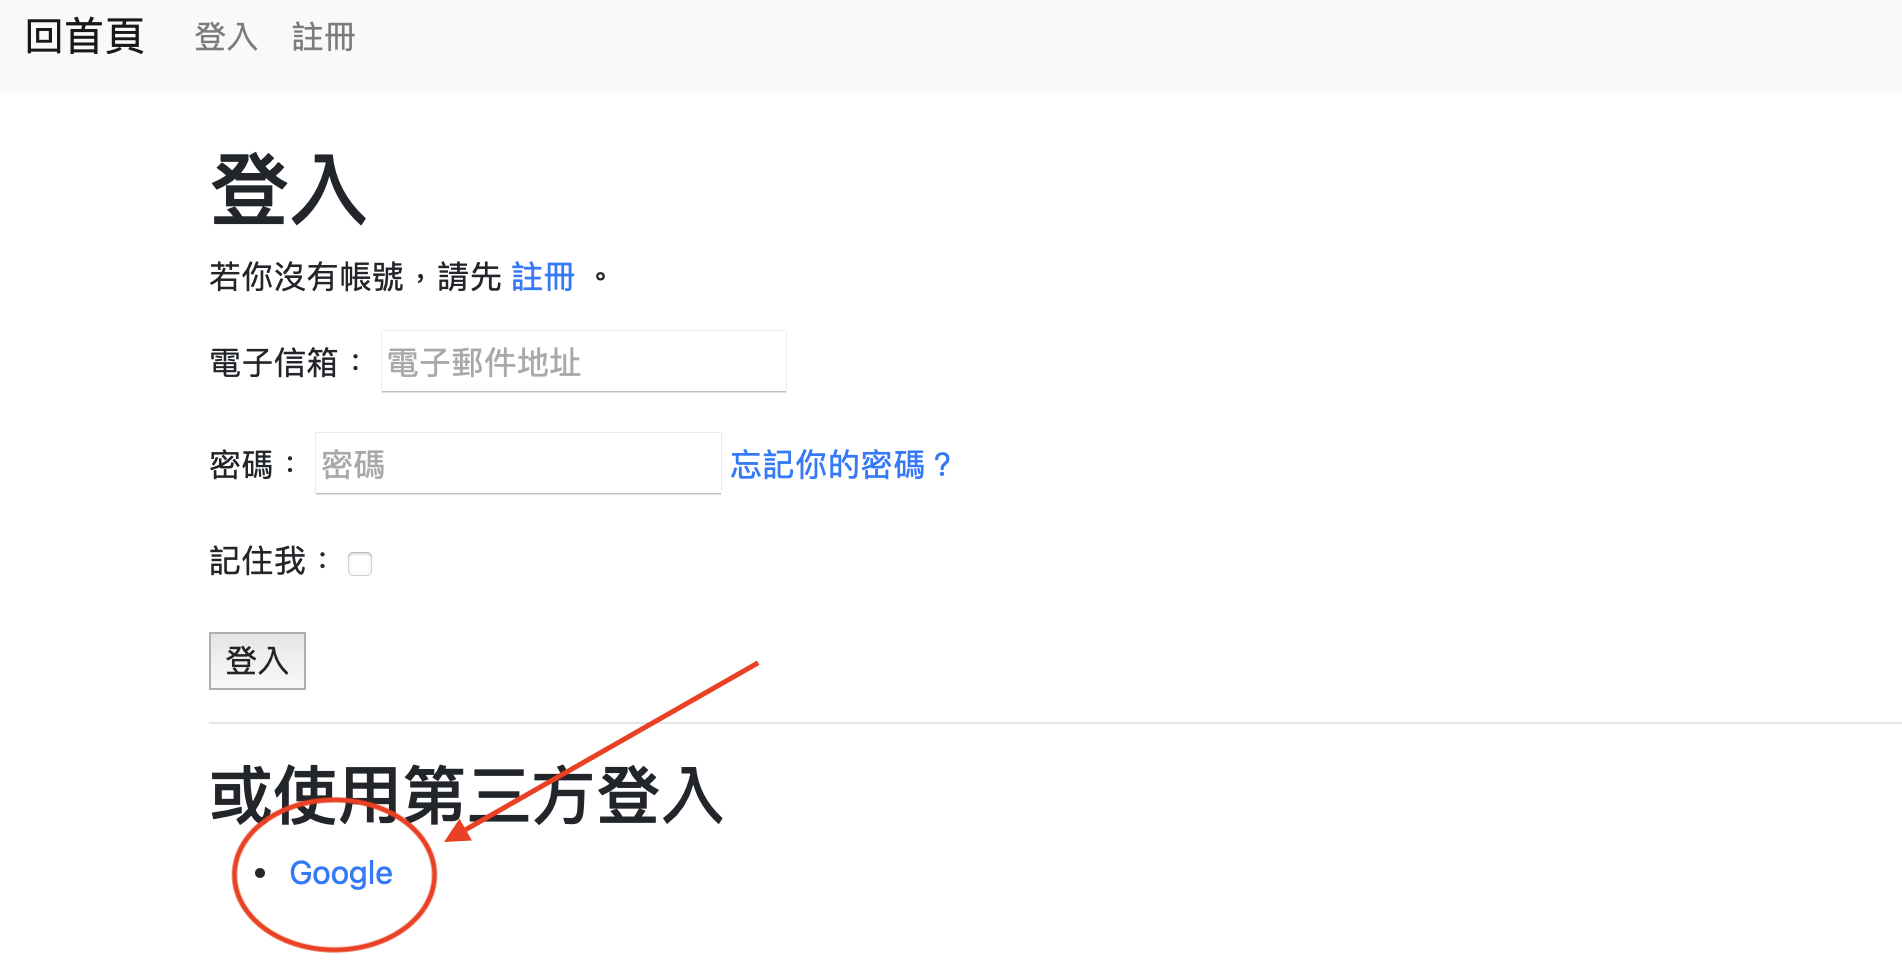 回首頁 登入 註冊
登入
若你沒有帳號，請先 註冊 。
電子信箱： 電子郵件地址
密碼： 密碼 忘記你的密碼？
記住我：
登入
或使用第三方登入
• Google